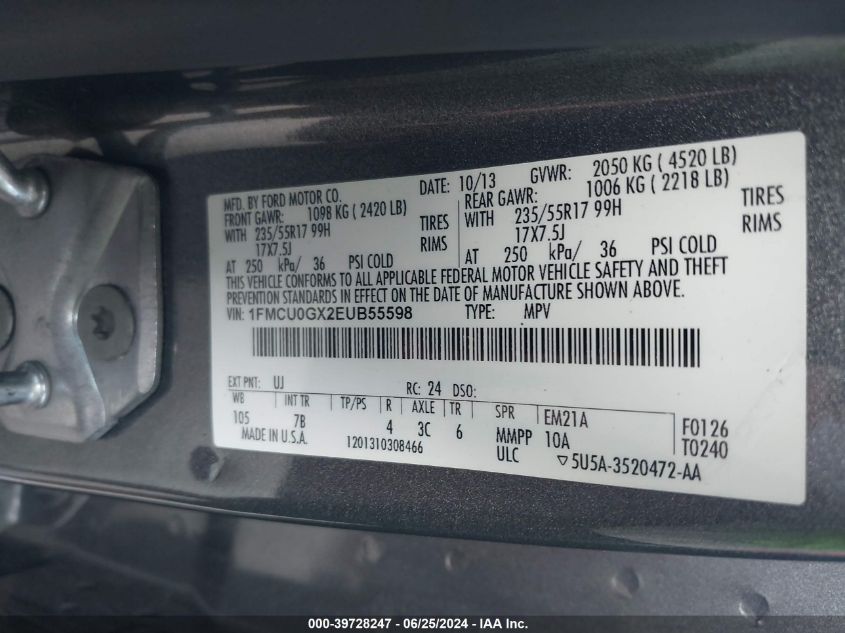 MFD. BY FORD MOTOR CO.
DATE: 10/13 GVWR: 2050 KG ( 4520 LB)
FRONT GAWR: 1098 KG ( 2420 LB)
REAR GAWR: 1006 KG ( 2218 LB)
WITH 235/55R17 99H TIRES
WITH 235/55R17 99H TIRES
17X7.5J RIMS
17X7.5J RIMS
AT 250 kPa/ 36 PSI COLD
AT 250 kPa/ 36 PSI COLD
THIS VEHICLE CONFORMS TO ALL APPLICABLE FEDERAL MOTOR VEHICLE SAFETY AND THEFT
PREVENTION STANDARDS IN EFFECT ON THE DATE OF MANUFACTURE SHOWN ABOVE.
VIN: 1FMCU0GX2EUB55598 TYPE: MPV
EXT PNT: UJ RC: 24 DSO:
WB INT TR TP/PS R AXLE TR SPR EM21A F0126
105 7B 4 3C 6 MMPP 10A T0240
MADE IN U.S.A. 1201310308466 ULC ▽5U5A-3520472-AA
000-39728247 - 06/25/2024 - IAAI.com.